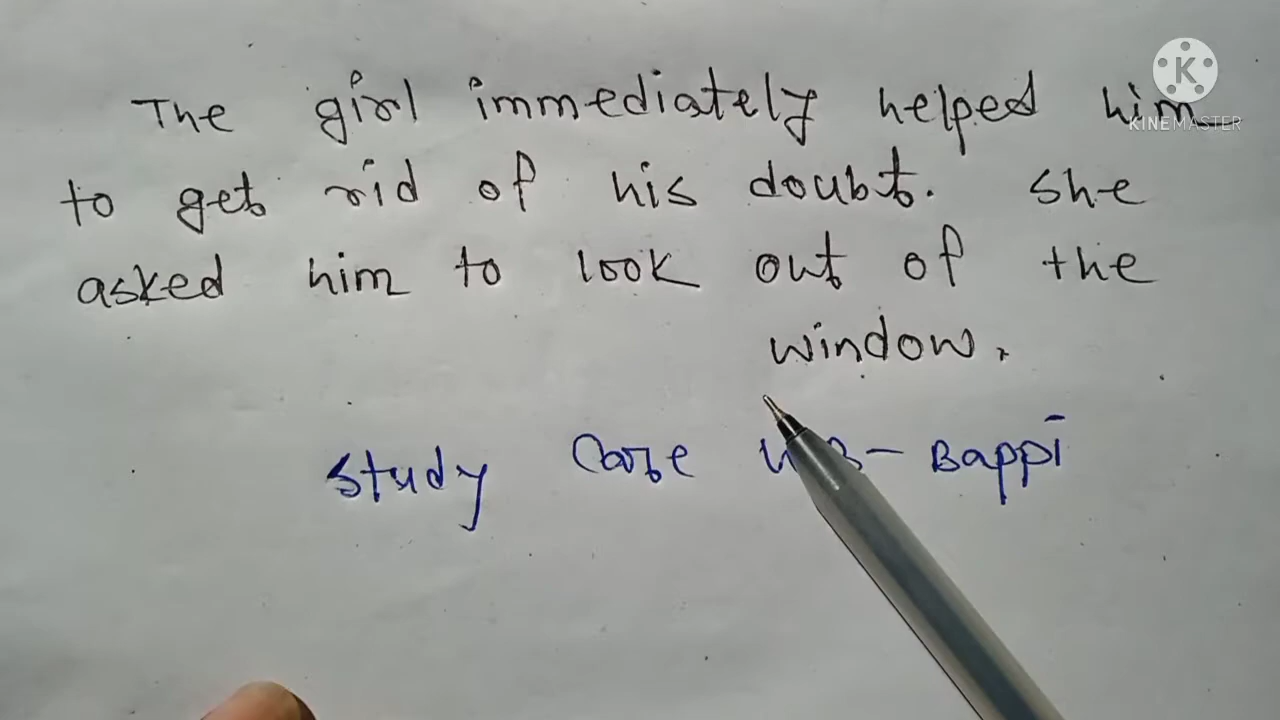 The girl immediately helped him
to get rid of his doubt. She
asked him to look out of the
window.
Study Care - Bappi
KINEMASTER